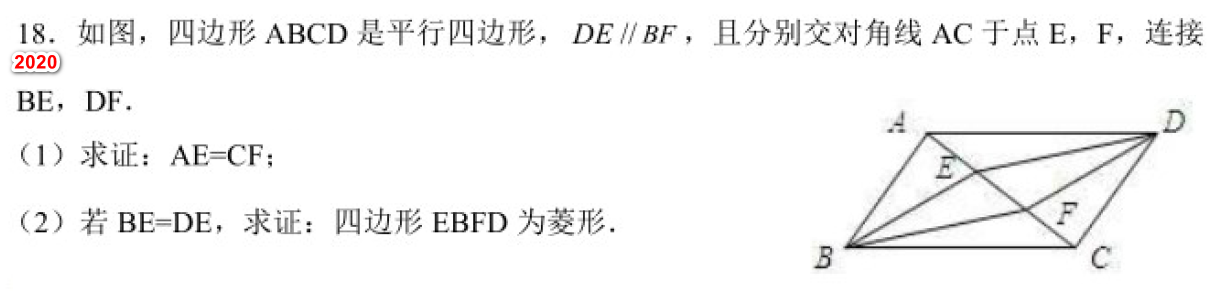 18．如图，四边形 ABCD 是平行四边形，DE // BF，且分别交对角线 AC 于点 E，F，连接
2020
BE，DF．
（1）求证：AE=CF；
（2）若 BE=DE，求证：四边形 EBFD 为菱形．
A
D
E
F
B
C